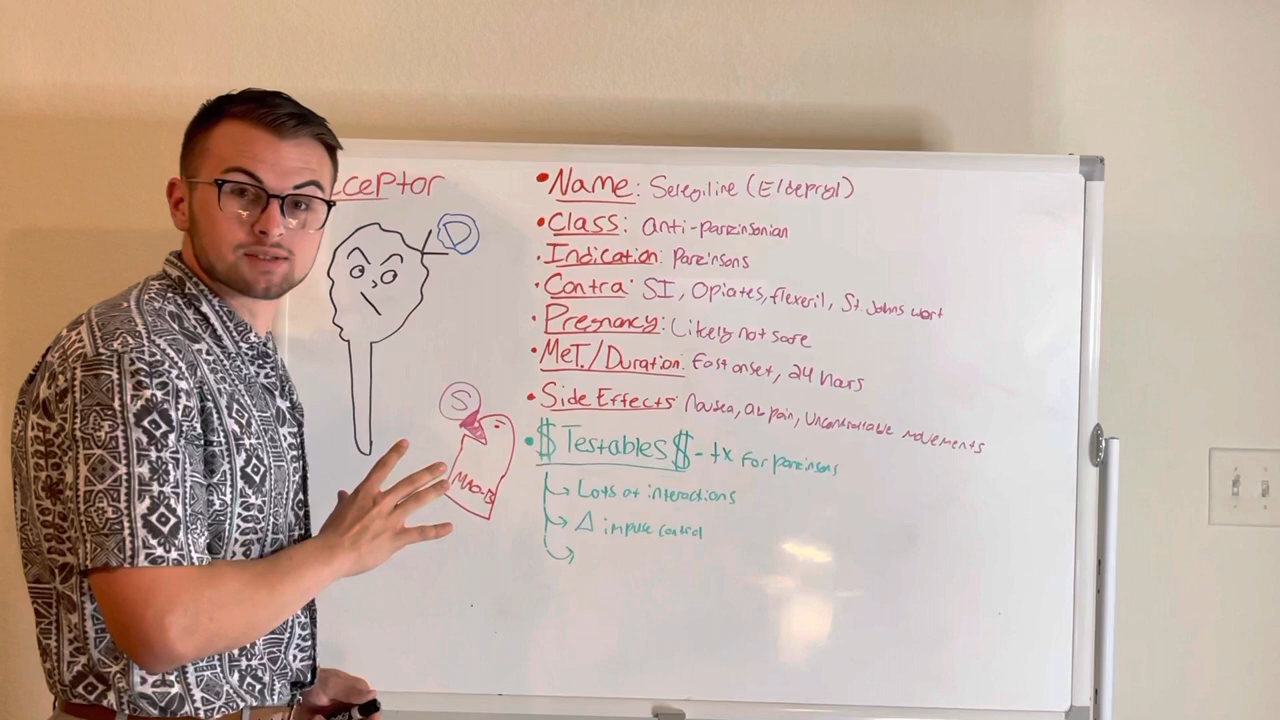 ceptor
D
S
MAO-B
• Name: Seregiline (Eldepryl)
• Class: anti-parkinsonian
• Indication: Parkinsons
• Contra: SI, Opiates, flexeril, St. Johns wort
• Pregnancy: Likely not safe
• Met./Duration: Fast onset, 24 hours
• Side Effects: Nausea, ab pain, Uncontrollable movements
• $ Testables $ - tx for parkinsons
↳ Lots of interactions
↳ Δ impulse control